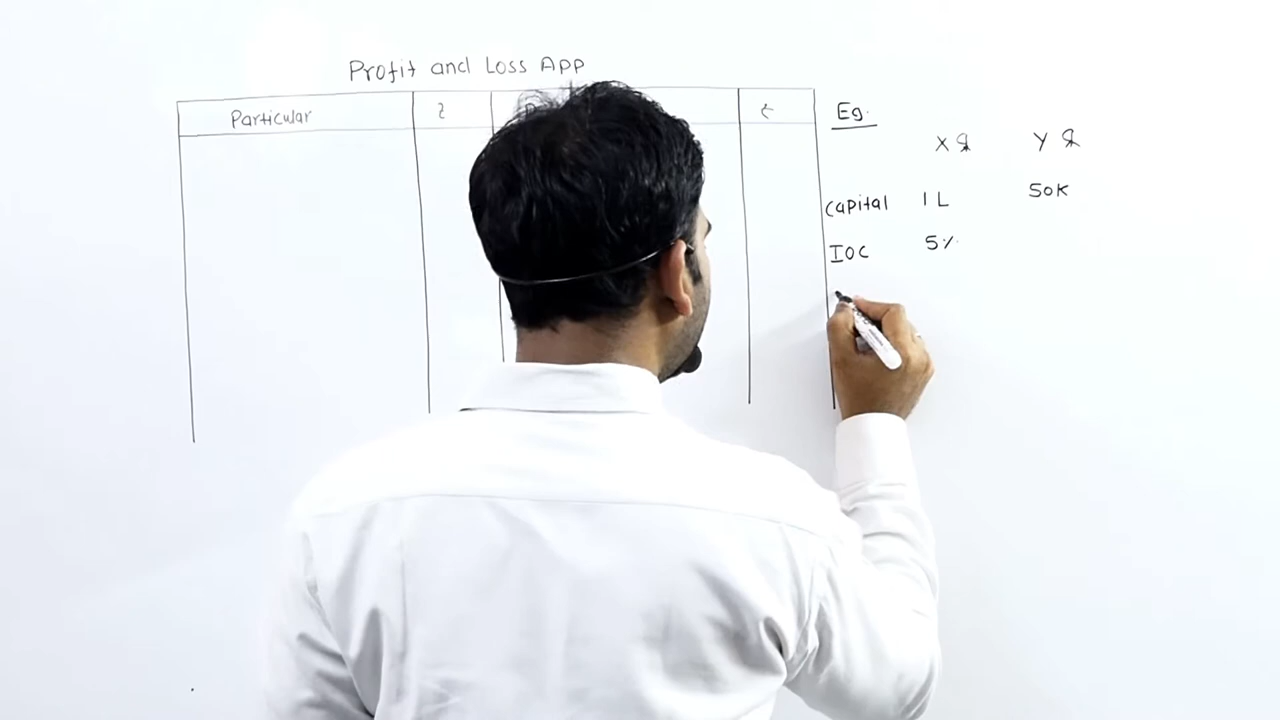 Profit and Loss App
Particular ₹ ₹
Eg.
X Y
Capital 1 L 50K
IOC 5%